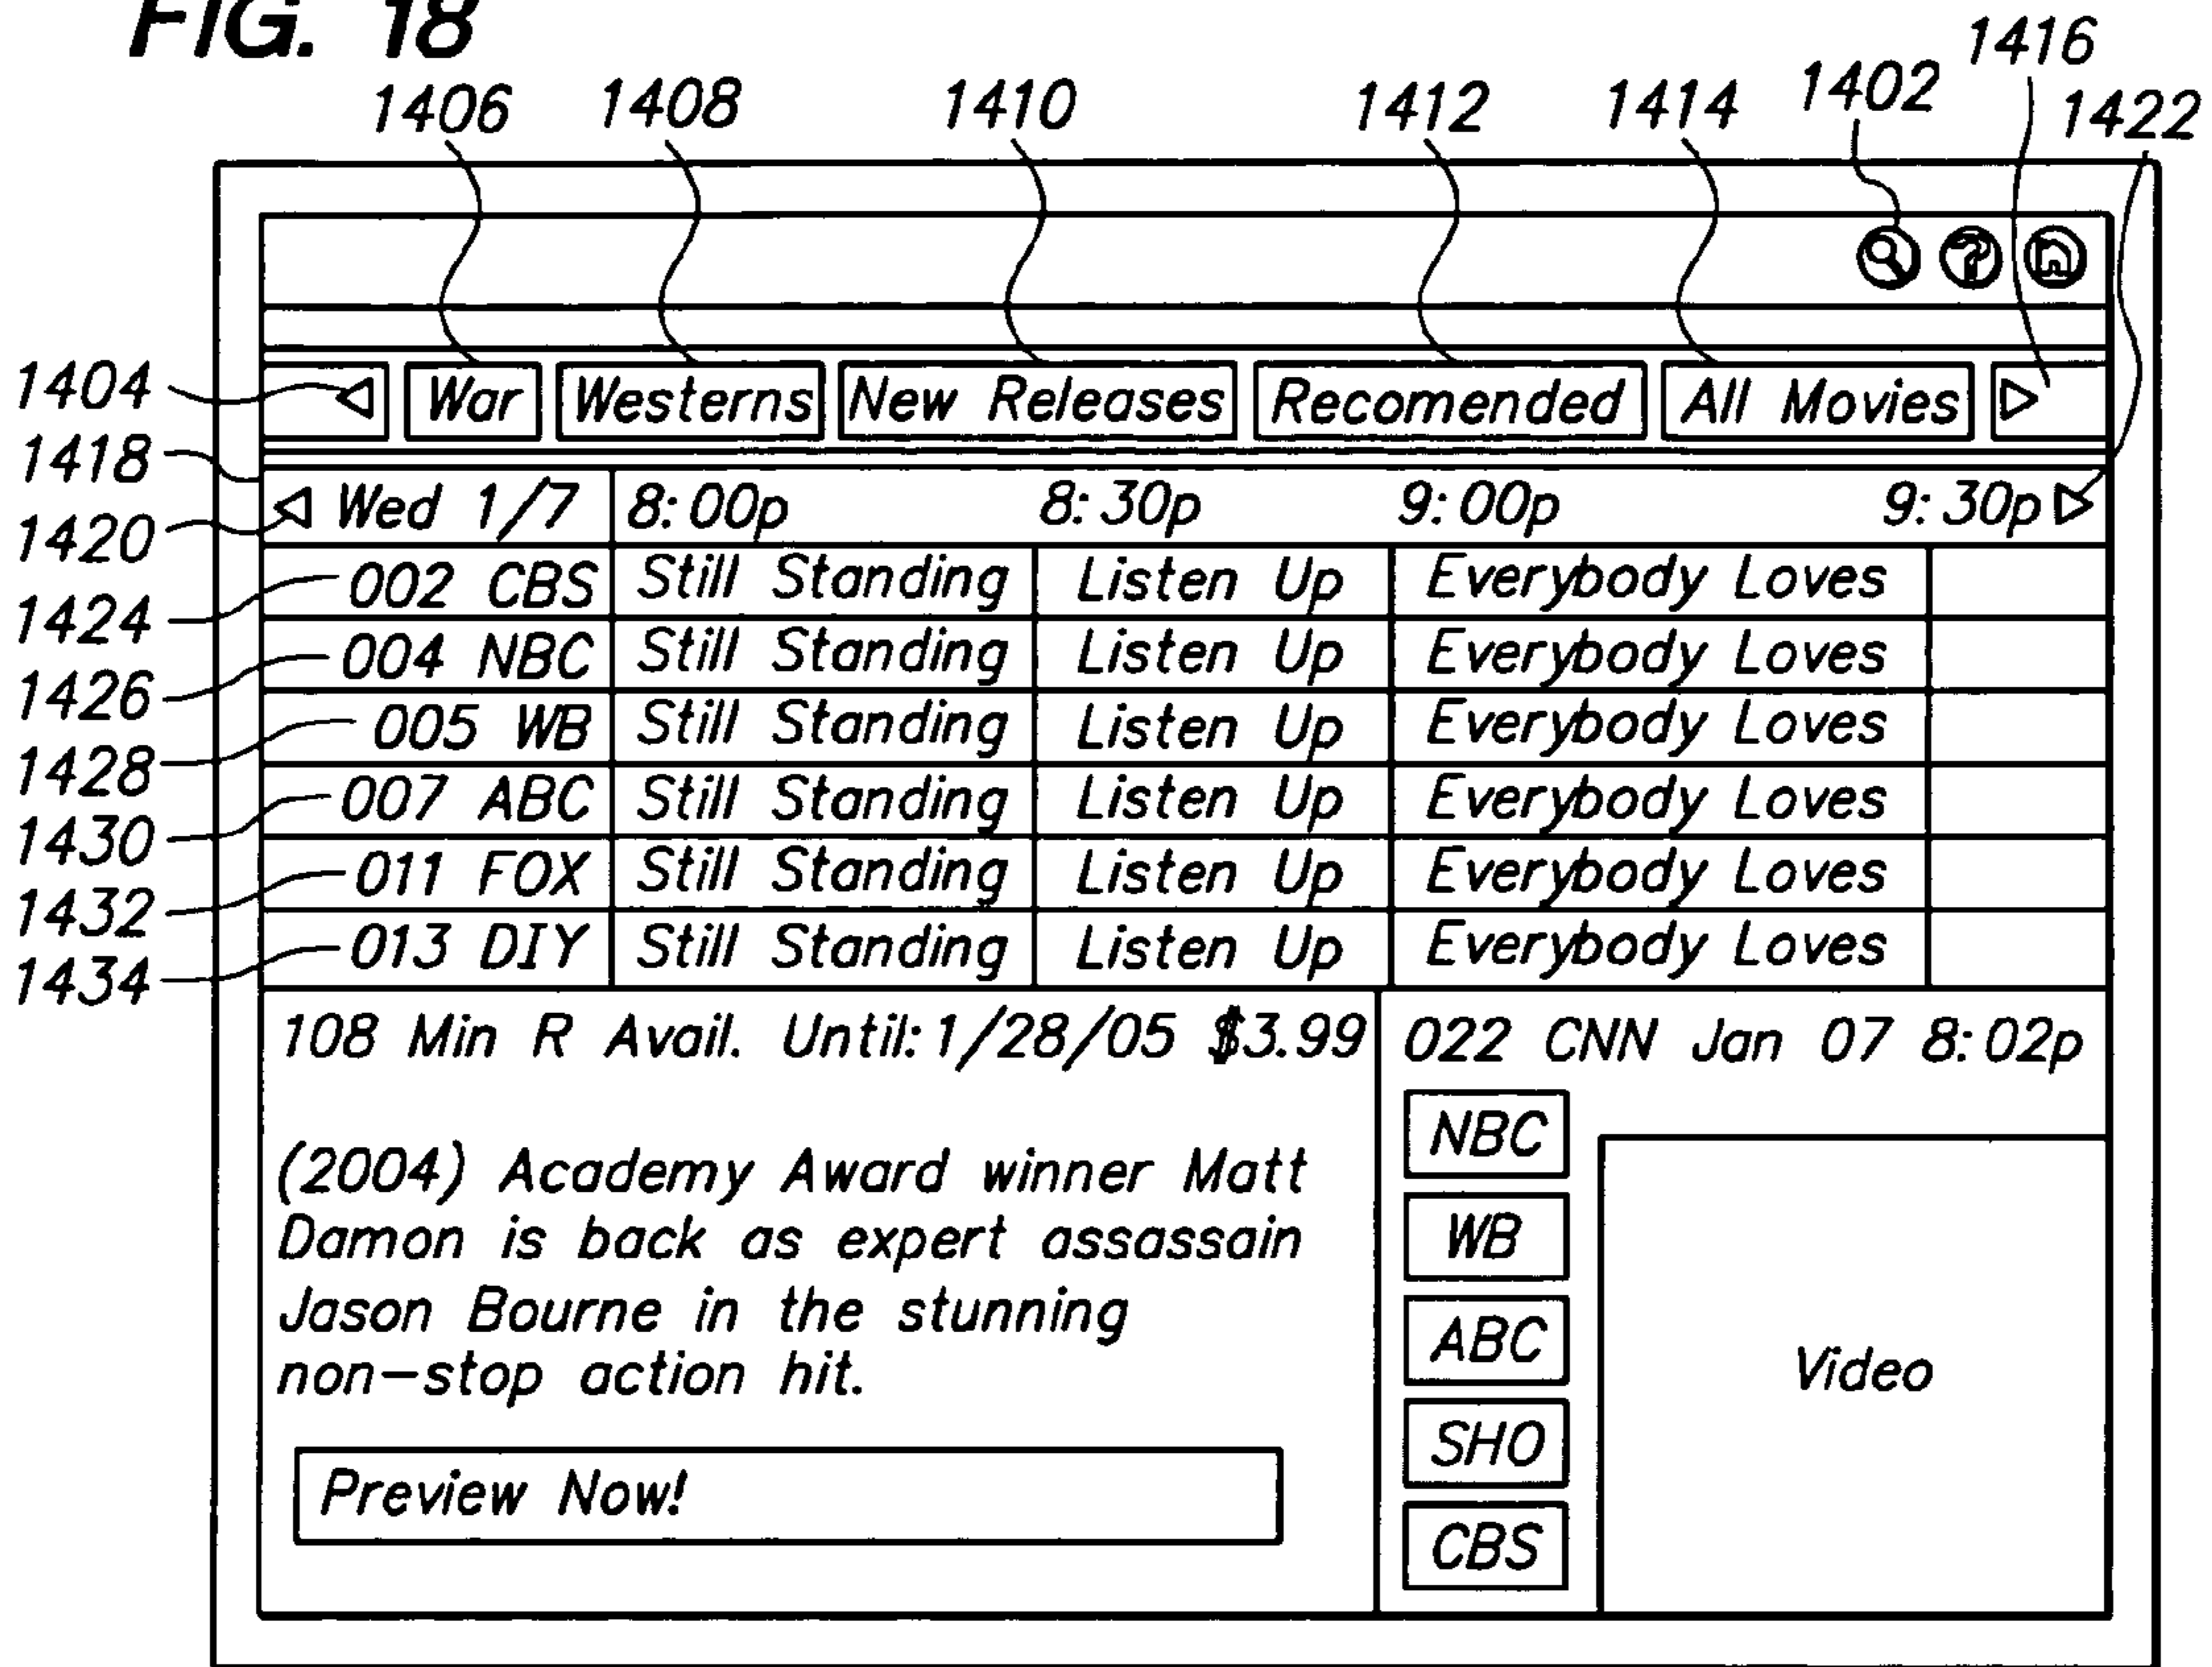 FIG. 18
1416
1406 1408 1410 1412 1414 1402 1422
1404 War Westerns New Releases Recomended All Movies
1418
1420 Wed 1/7 8:00p 8:30p 9:00p 9:30p
1424 002 CBS Still Standing Listen Up Everybody Loves
1426 004 NBC Still Standing Listen Up Everybody Loves
1428 005 WB Still Standing Listen Up Everybody Loves
1430 007 ABC Still Standing Listen Up Everybody Loves
1432 011 FOX Still Standing Listen Up Everybody Loves
1434 013 DIY Still Standing Listen Up Everybody Loves
108 Min R Avail. Until: 1/28/05 $3.99
(2004) Academy Award winner Matt
Damon is back as expert assassain
Jason Bourne in the stunning
non-stop action hit.
Preview Now!
022 CNN Jan 07 8:02p
NBC
WB
ABC
SHO
CBS
Video